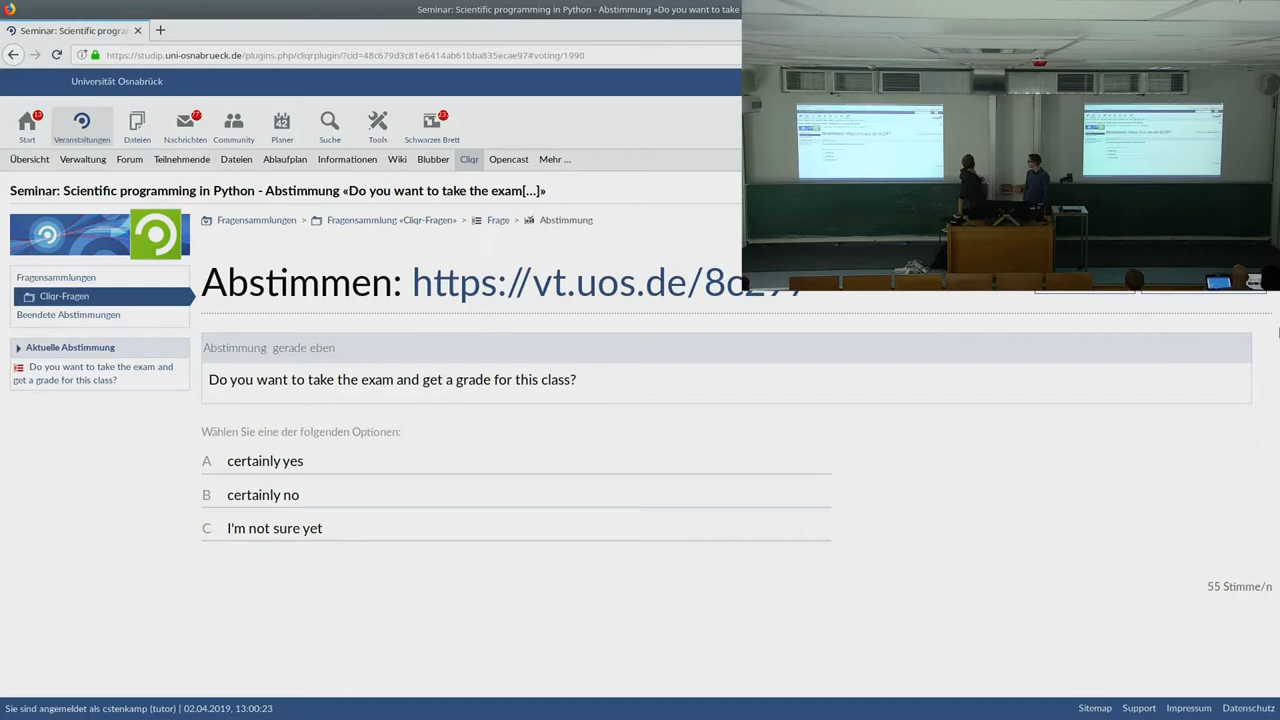 Seminar: Scientific programming in Python - Abstimmung «Do you want to take
Seminar: Scientific progra
https://studip.uni-osnabrueck.de/plugins.php/cliqrplugin/?cid=48c679d3c81e6414ab61bba835ecae97#voting/1990
Universität Osnabrück
13
77
23
Start
Veranstaltungen
Dateien
Nachrichten
Community
Planer
Suche
Tools
Schwarzes Brett
Übersicht Verwaltung Forum Teilnehmende Dateien Ablaufplan Informationen Wiki Blubber Cliqr Opencast Mehr ...
Seminar: Scientific programming in Python - Abstimmung «Do you want to take the exam[...]»
Fragensammlungen > Fragensammlung «Cliqr-Fragen» > Frage > Abstimmung
Fragensammlungen
Cliqr-Fragen
Beendete Abstimmungen
Aktuelle Abstimmung
Do you want to take the exam and
get a grade for this class?
Abstimmen: https://vt.uos.de/8c297
Abstimmung gerade eben
Do you want to take the exam and get a grade for this class?
Wählen Sie eine der folgenden Optionen:
A certainly yes
B certainly no
C I'm not sure yet
55 Stimme/n
Sie sind angemeldet als cstenkamp (tutor) | 02.04.2019, 13:00:23
Sitemap Support Impressum Datenschutz